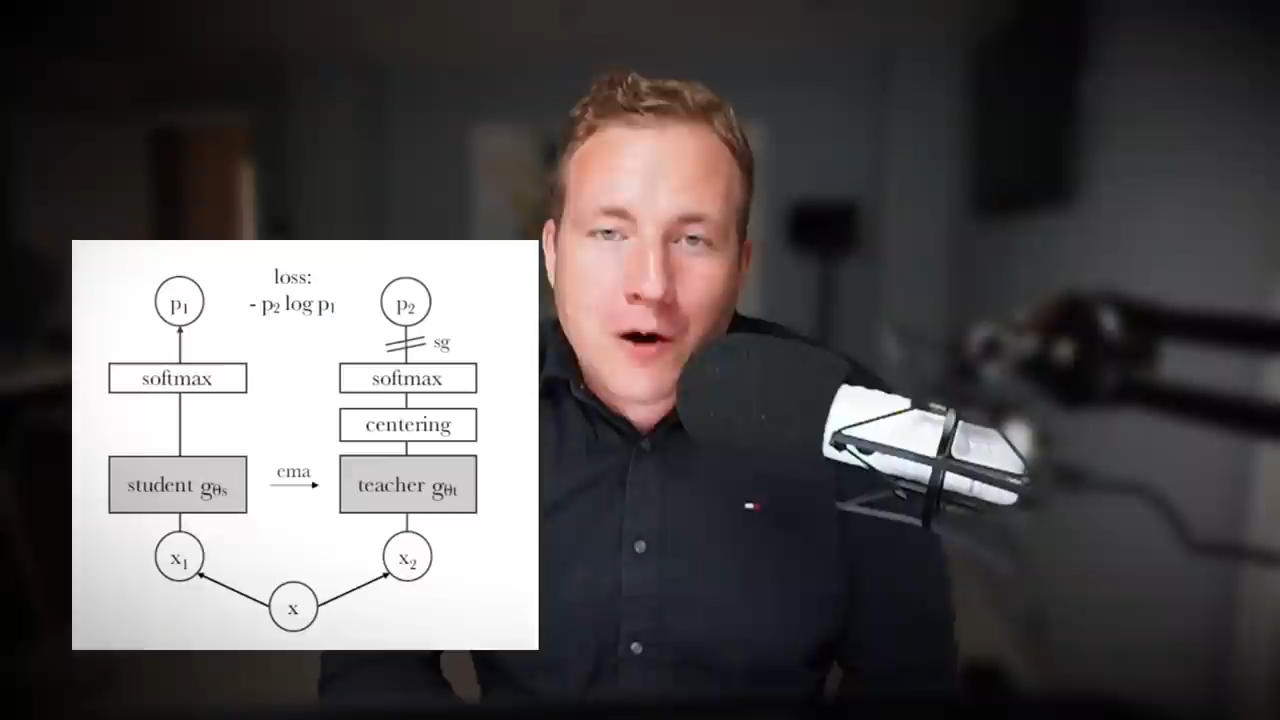 loss:
p1 - p2 log p1 p2
sg
softmax softmax
centering
ema
student gθs teacher gθt
x1 x2
x